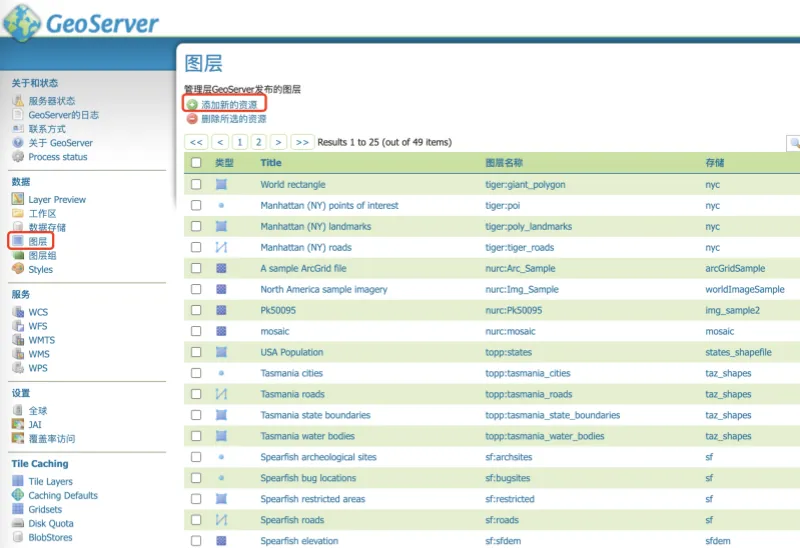 GeoServer
关于和状态
服务器状态
GeoServer的日志
联系方式
关于 GeoServer
Process status
数据
Layer Preview
工作区
数据存储
图层
图层组
Styles
服务
WCS
WFS
WMTS
WMS
WPS
设置
全球
JAI
覆盖率访问
Tile Caching
Tile Layers
Caching Defaults
Gridsets
Disk Quota
BlobStores
图层
管理层GeoServer发布的图层
添加新的资源
删除所选的资源
<< < 1 2 > >> Results 1 to 25 (out of 49 items)
类型 Title 图层名称 存储
World rectangle tiger:giant_polygon nyc
Manhattan (NY) points of interest tiger:poi nyc
Manhattan (NY) landmarks tiger:poly_landmarks nyc
Manhattan (NY) roads tiger:tiger_roads nyc
A sample ArcGrid file nurc:Arc_Sample arcGridSample
North America sample imagery nurc:Img_Sample worldImageSample
Pk50095 nurc:Pk50095 img_sample2
mosaic nurc:mosaic mosaic
USA Population topp:states states_shapefile
Tasmania cities topp:tasmania_cities taz_shapes
Tasmania roads topp:tasmania_roads taz_shapes
Tasmania state boundaries topp:tasmania_state_boundaries taz_shapes
Tasmania water bodies topp:tasmania_water_bodies taz_shapes
Spearfish archeological sites sf:archsites sf
Spearfish bug locations sf:bugsites sf
Spearfish restricted areas sf:restricted sf
Spearfish roads sf:roads sf
Spearfish elevation sf:sfdem sfdem